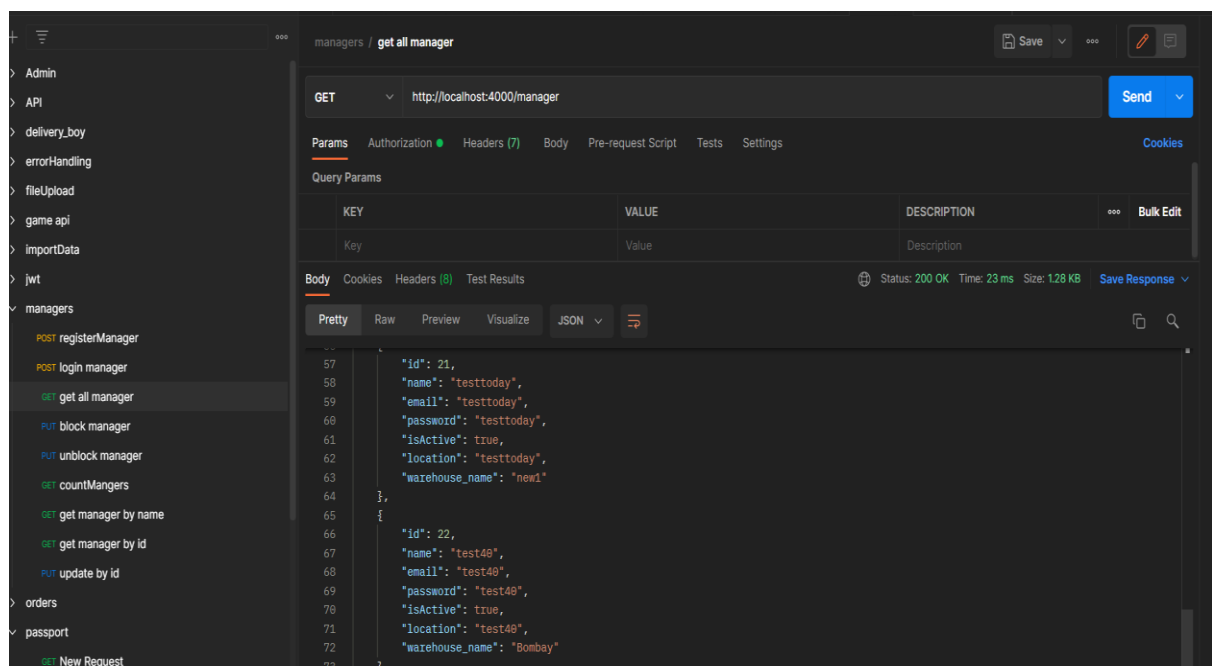 managers / get all manager
Save
Admin
API
delivery_boy
errorHandling
fileUpload
game api
importData
jwt
managers
POST registerManager
POST login manager
GET get all manager
PUT block manager
PUT unblock manager
GET countMangers
GET get manager by name
GET get manager by id
PUT update by id
orders
passport
GET New Request
GET http://localhost:4000/manager Send
Params Authorization Headers (7) Body Pre-request Script Tests Settings Cookies
Query Params
KEY VALUE DESCRIPTION Bulk Edit
Key Value Description
Body Cookies Headers (8) Test Results Status: 200 OK Time: 23 ms Size: 1.28 KB Save Response
Pretty Raw Preview Visualize JSON
57 "id": 21,
58 "name": "testtoday",
59 "email": "testtoday",
60 "password": "testtoday",
61 "isActive": true,
62 "location": "testtoday",
63 "warehouse_name": "new1"
64 },
65 {
66 "id": 22,
67 "name": "test40",
68 "email": "test40",
69 "password": "test40",
70 "isActive": true,
71 "location": "test40",
72 "warehouse_name": "Bombay"